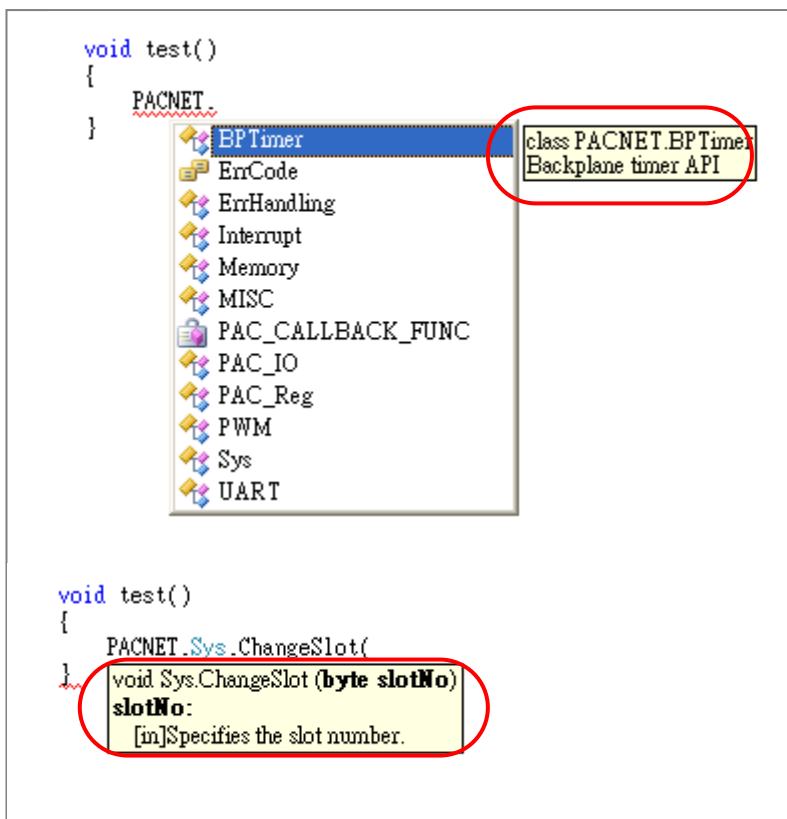 void test()
{
PACNET.
}
BPTimer
class PACNET.BPTimer
Backplane timer API
ErrCode
ErrHandling
Interrupt
Memory
MISC
PAC_CALLBACK_FUNC
PAC_IO
PAC_Reg
PWM
Sys
UART
void test()
{
PACNET.Sys.ChangeSlot(
}
void Sys.ChangeSlot (byte slotNo)
slotNo:
[in]Specifies the slot number.